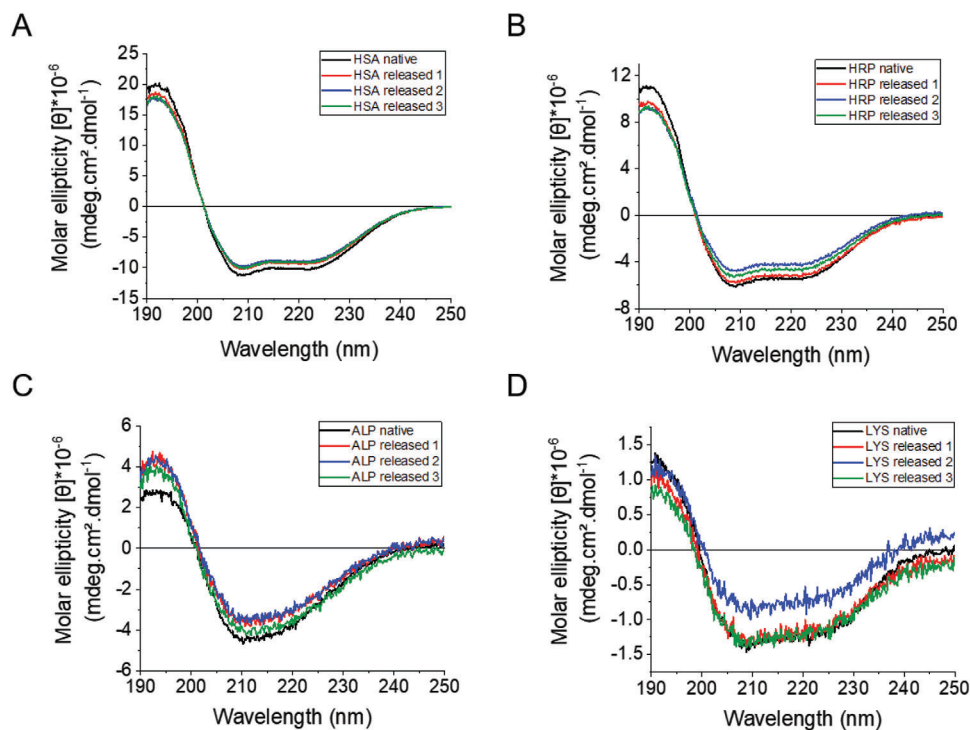 A
Molar ellipticity [θ]*10⁻⁶
(mdeg.cm².dmol⁻¹)
25
20
15
10
5
0
-5
-10
-15
HSA native
HSA released 1
HSA released 2
HSA released 3
190 200 210 220 230 240 250
Wavelength (nm)
B
Molar ellipticity [θ]*10⁻⁶
(mdeg.cm².dmol⁻¹)
12
8
4
0
-4
-8
HRP native
HRP released 1
HRP released 2
HRP released 3
190 200 210 220 230 240 250
Wavelength (nm)
C
Molar ellipticity [θ]*10⁻⁶
(mdeg.cm².dmol⁻¹)
6
4
2
0
-2
-4
-6
ALP native
ALP released 1
ALP released 2
ALP released 3
190 200 210 220 230 240 250
Wavelength (nm)
D
Molar ellipticity [θ]*10⁻⁶
(mdeg.cm².dmol⁻¹)
1.5
1.0
0.5
0.0
-0.5
-1.0
-1.5
LYS native
LYS released 1
LYS released 2
LYS released 3
190 200 210 220 230 240 250
Wavelength (nm)